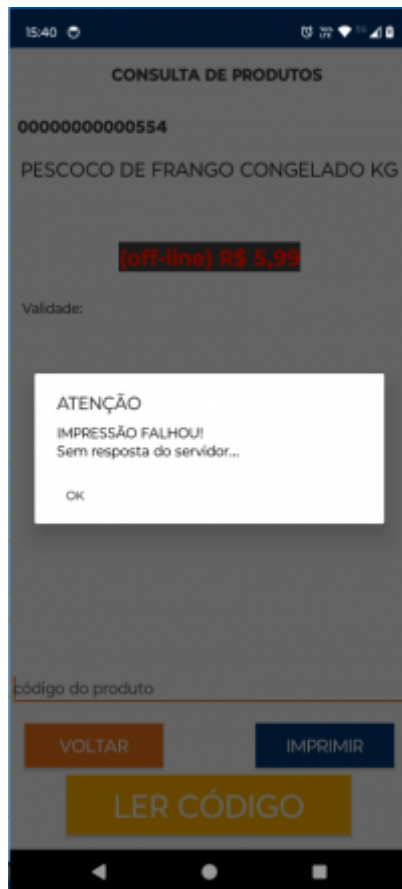 15:40
CONSULTA DE PRODUTOS
00000000000554
PESCOCO DE FRANGO CONGELADO KG
(off-line) R$ 5,99
Validade:
ATENÇÃO
IMPRESSÃO FALHOU!
Sem resposta do servidor...
OK
código do produto
VOLTAR
IMPRIMIR
LER CÓDIGO